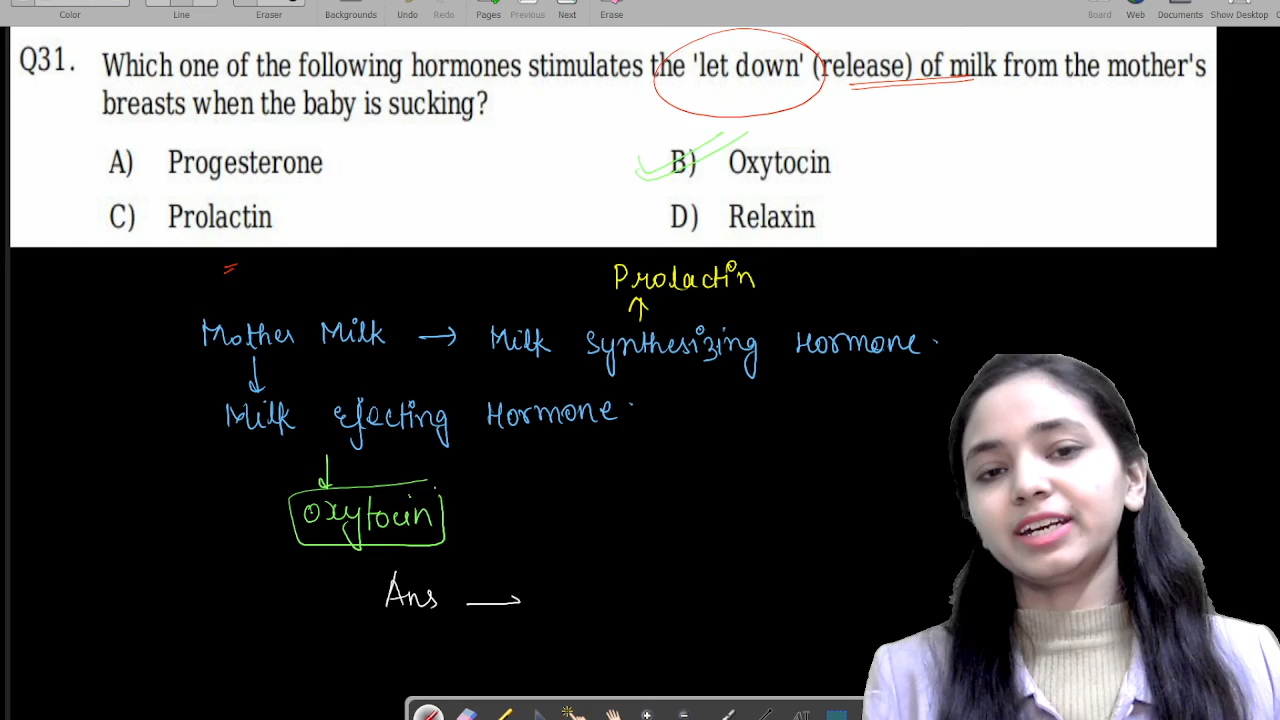 Color Line Eraser Backgrounds Undo Redo Pages Previous Next Erase Board Web Documents Show Desktop
Q31. Which one of the following hormones stimulates the 'let down' (release) of milk from the mother's
breasts when the baby is sucking?
A) Progesterone B) Oxytocin
C) Prolactin D) Relaxin
Prolactin
Mother Milk → Milk Synthesizing Hormone.
Milk Ejecting Hormone.
Oxytocin
Ans →